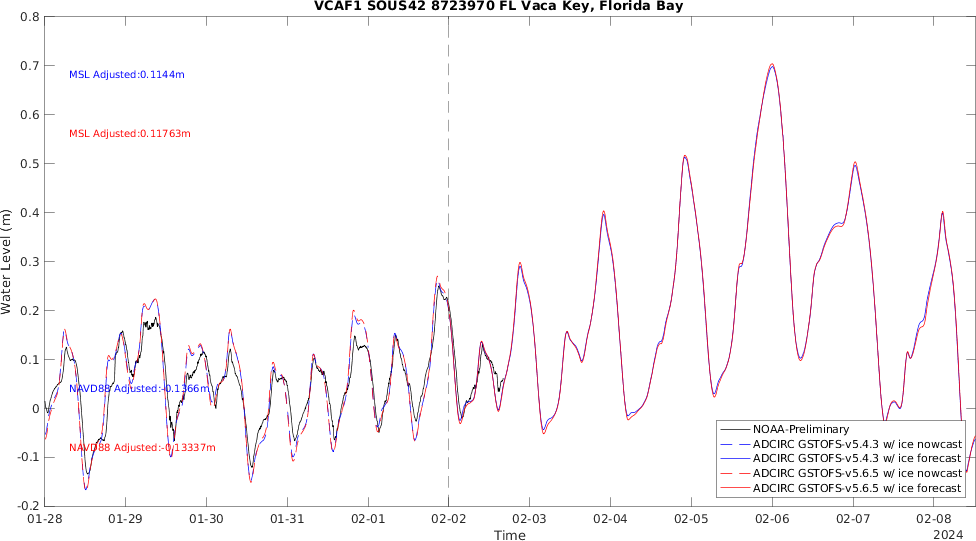 VCAF1 SOUS42 8723970 FL Vaca Key, Florida Bay
0.8
0.7
0.6
0.5
0.4
0.3
0.2
0.1
0
-0.1
-0.2
Water Level (m)
MSL Adjusted:0.1144m
MSL Adjusted:0.11763m
NAVD88 Adjusted:-0.1366m
NAVD88 Adjusted:-0.13337m
NOAA-Preliminary
ADCIRC GSTOFS-v5.4.3 w/ ice nowcast
ADCIRC GSTOFS-v5.4.3 w/ ice forecast
ADCIRC GSTOFS-v5.6.5 w/ ice nowcast
ADCIRC GSTOFS-v5.6.5 w/ ice forecast
01-28 01-29 01-30 01-31 02-01 02-02 02-03 02-04 02-05 02-06 02-07 02-08
Time
2024